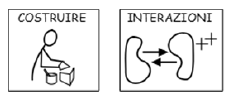 COSTRUIRE
INTERAZIONI
++